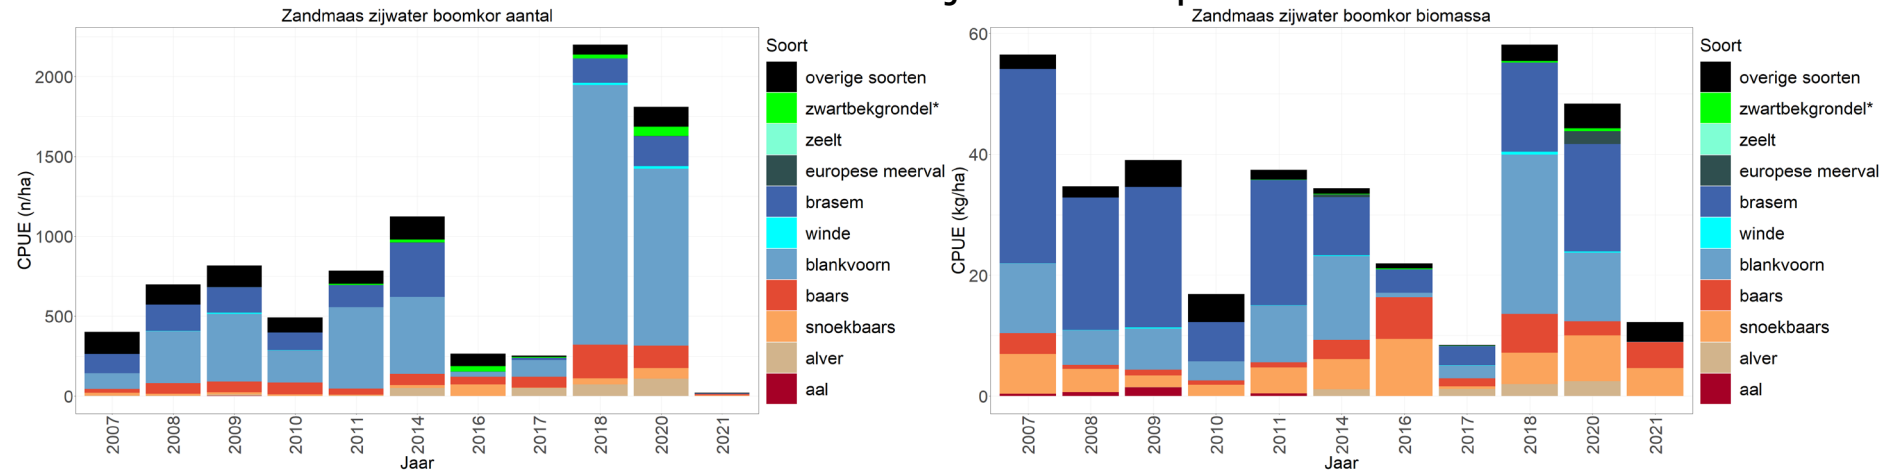 Zandmaas zijwater boomkor aantal
CPUE (n/ha)
2000
1500
1000
500
0
2007
2008
2009
2010
2011
2014
2016
2017
2018
2020
2021
Jaar
Soort
overige soorten
zwartbekgrondel*
zeelt
europese meerval
brasem
winde
blankvoorn
baars
snoekbaars
alver
aal
Zandmaas zijwater boomkor biomassa
CPUE (kg/ha)
60
40
20
0
2007
2008
2009
2010
2011
2014
2016
2017
2018
2020
2021
Jaar
Soort
overige soorten
zwartbekgrondel*
zeelt
europese meerval
brasem
winde
blankvoorn
baars
snoekbaars
alver
aal